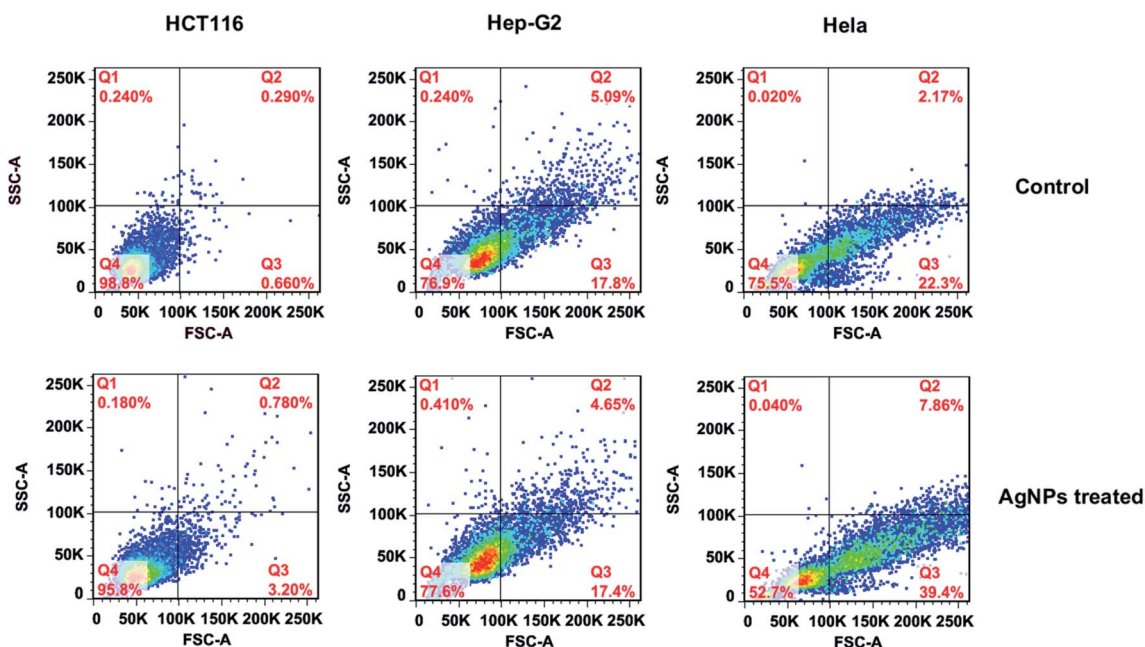 HCT116
Hep-G2
Hela
250K
200K
150K
100K
50K
0
SSC-A
Q1
0.240%
Q2
0.290%
Q4
98.8%
Q3
0.660%
0 50K 100K 150K 200K 250K
FSC-A
250K
200K
150K
100K
50K
0
SSC-A
Q1
0.240%
Q2
5.09%
Q4
76.9%
Q3
17.8%
0 50K 100K 150K 200K 250K
FSC-A
250K
200K
150K
100K
50K
0
SSC-A
Q1
0.020%
Q2
2.17%
Q4
75.5%
Q3
22.3%
0 50K 100K 150K 200K 250K
FSC-A
Control
250K
200K
150K
100K
50K
0
SSC-A
Q1
0.180%
Q2
0.780%
Q4
95.8%
Q3
3.20%
0 50K 100K 150K 200K 250K
FSC-A
250K
200K
150K
100K
50K
0
SSC-A
Q1
0.410%
Q2
4.65%
Q4
77.6%
Q3
17.4%
0 50K 100K 150K 200K 250K
FSC-A
250K
200K
150K
100K
50K
0
SSC-A
Q1
0.040%
Q2
7.86%
Q4
52.7%
Q3
39.4%
0 50K 100K 150K 200K 250K
FSC-A
AgNPs treated